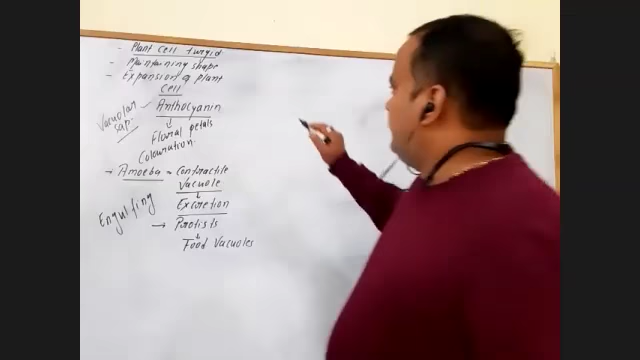 - Plant cell turgid
- Maintaining shape
- Expansion of plant
cell
Vacuolar
sap.
Anthocyanin
↓
Floral petals
Colouration.
→ Amoeba → Contractile
Vacuole
↓
Excretion
Engulfing
→ Protists
↓
Food Vacuoles